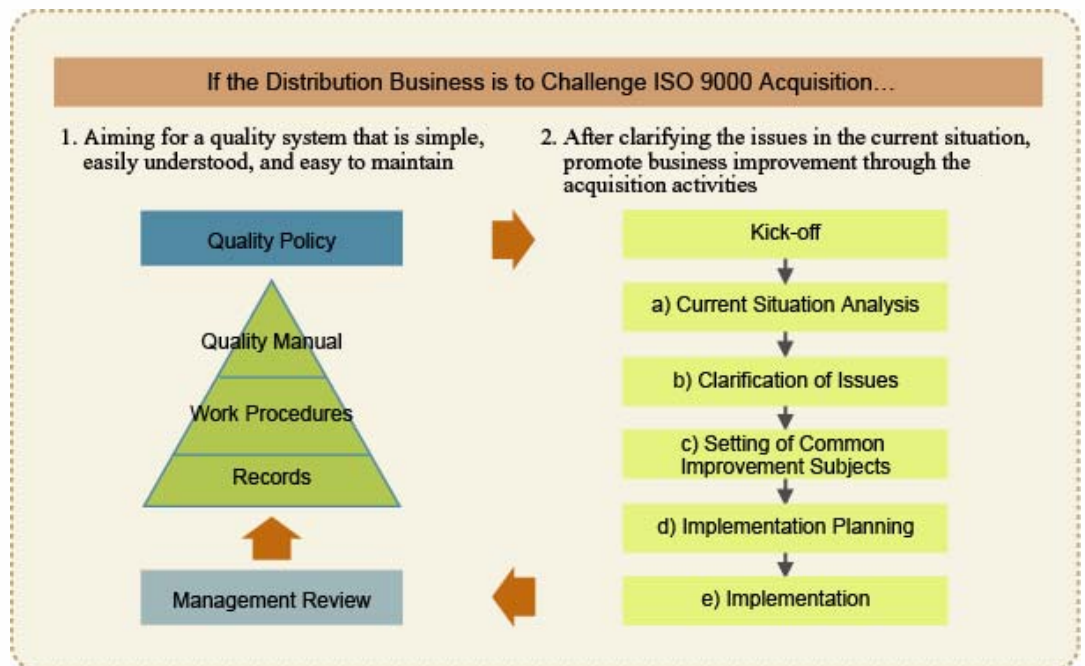 If the Distribution Business is to Challenge ISO 9000 Acquisition…
1. Aiming for a quality system that is simple,
easily understood, and easy to maintain
Quality Policy
Quality Manual
Work Procedures
Records
Management Review
2. After clarifying the issues in the current situation,
promote business improvement through the
acquisition activities
Kick-off
a) Current Situation Analysis
b) Clarification of Issues
c) Setting of Common
Improvement Subjects
d) Implementation Planning
e) Implementation